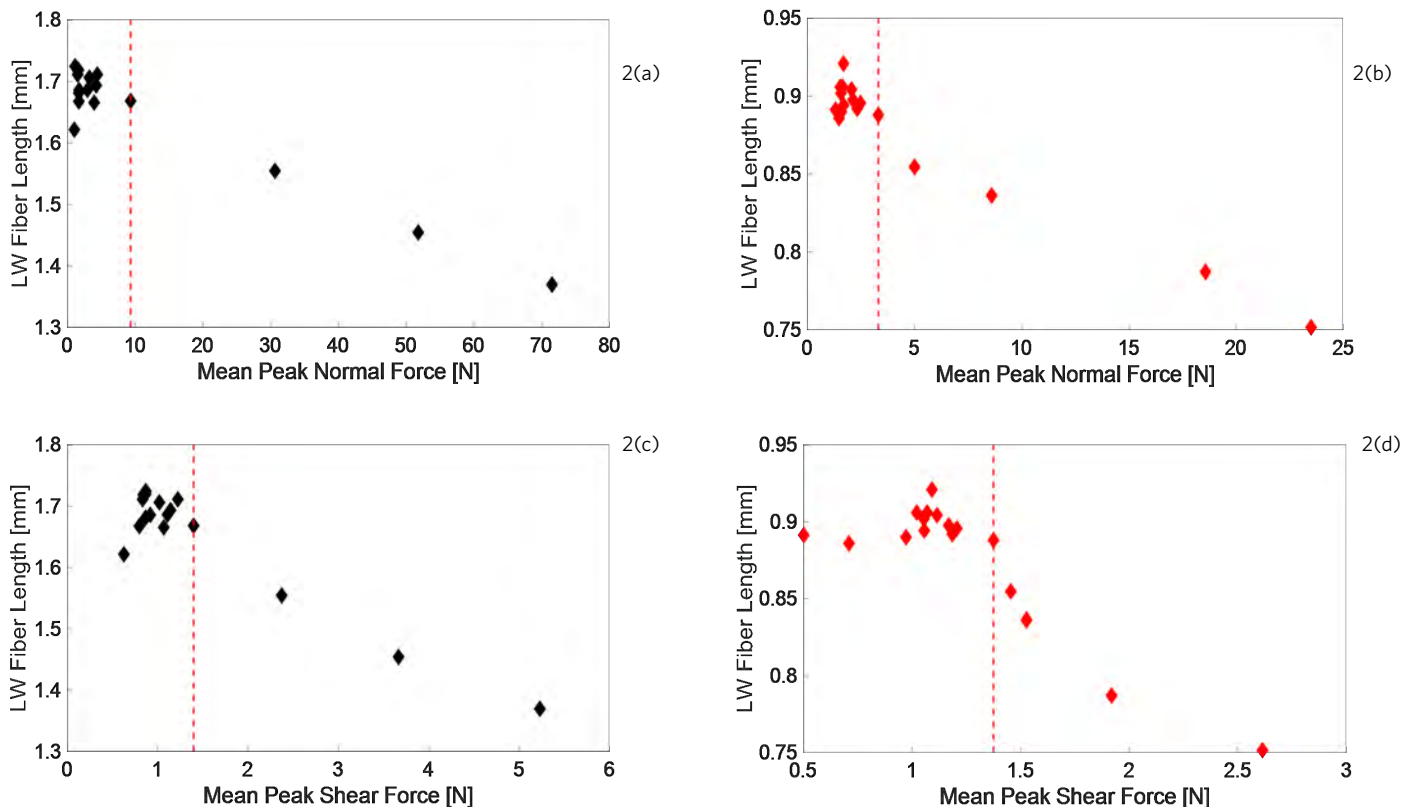 1.8
1.7
1.6
1.5
1.4
1.3
LW Fiber Length [mm]
0 10 20 30 40 50 60 70 80
Mean Peak Normal Force [N]
2(a)
0.95
0.9
0.85
0.8
0.75
LW Fiber Length [mm]
0 5 10 15 20 25
Mean Peak Normal Force [N]
2(b)
1.8
1.7
1.6
1.5
1.4
1.3
LW Fiber Length [mm]
0 1 2 3 4 5 6
Mean Peak Shear Force [N]
2(c)
0.95
0.9
0.85
0.8
0.75
LW Fiber Length [mm]
0.5 1 1.5 2 2.5 3
Mean Peak Shear Force [N]
2(d)